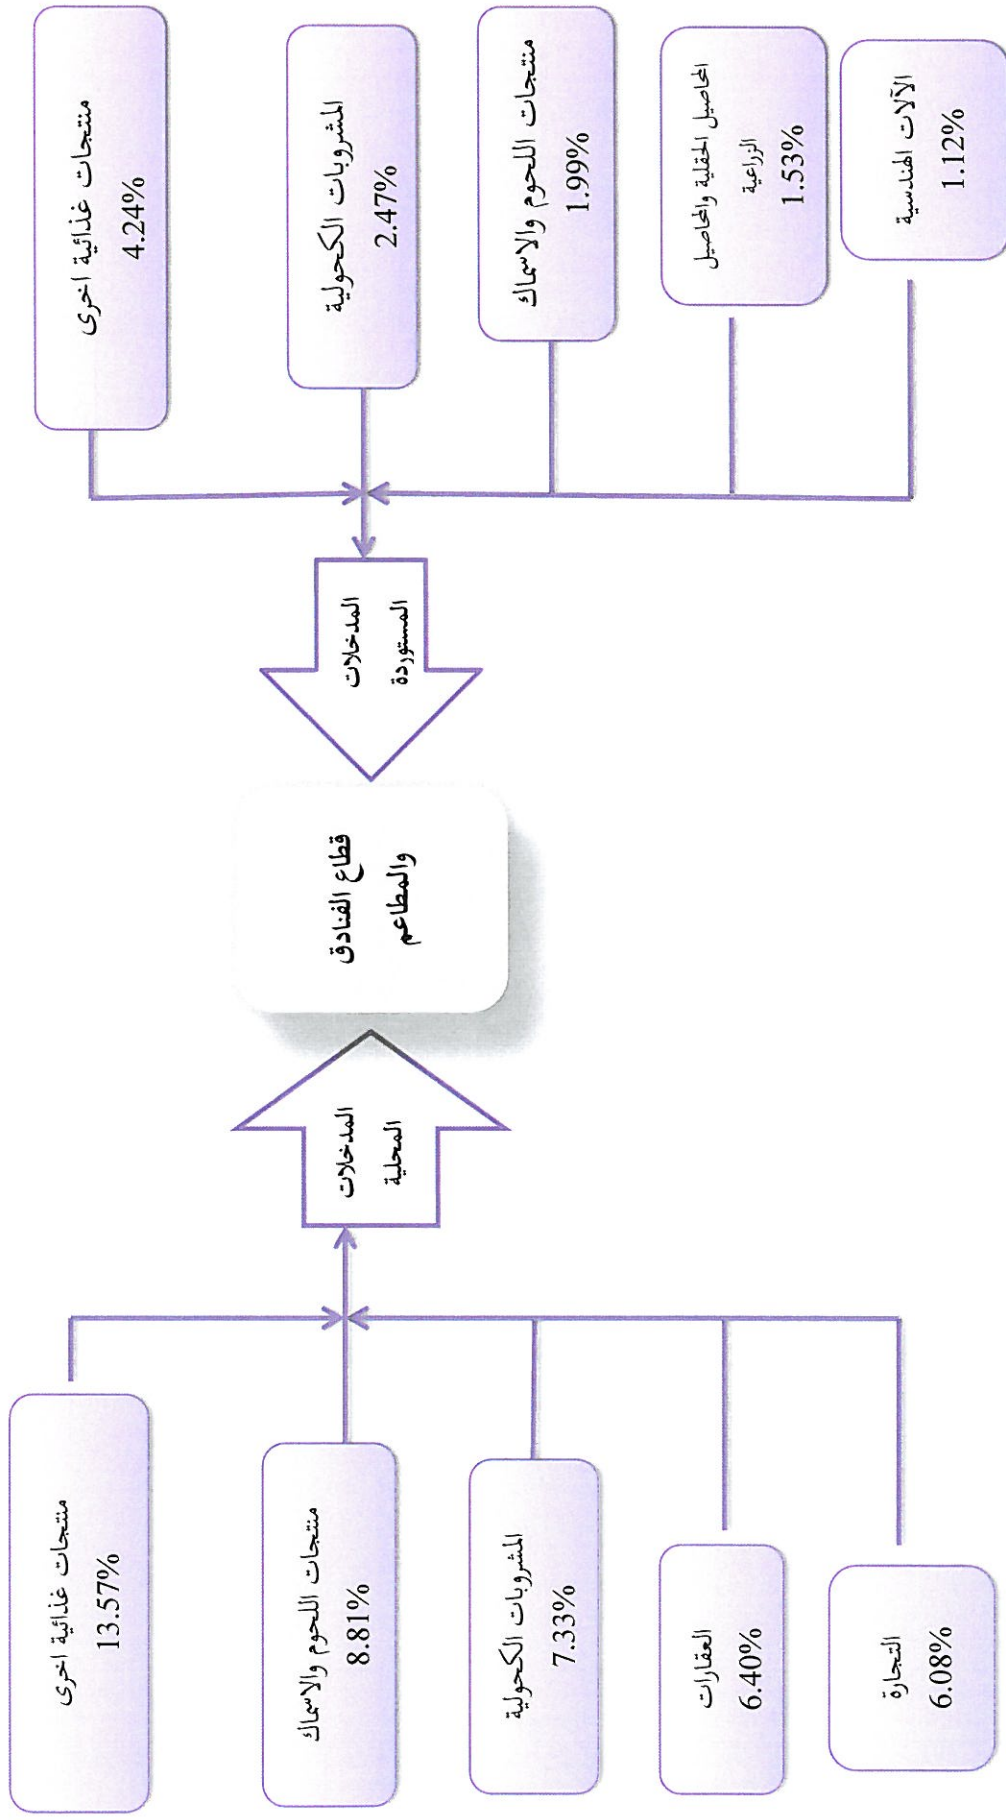 منتجات غذائية اخرى
13.57%
منتجات اللحوم والاسماك
8.81%
المشروبات الكحولية
7.33%
العقارات
6.40%
التجارة
6.08%
المدخلات
المحلية
قطاع الفنادق
والمطاعم
المدخلات
المستوردة
منتجات غذائية اخرى
4.24%
المشروبات الكحولية
2.47%
منتجات اللحوم والاسماك
1.99%
المحاصيل الحقلية والمحاصيل
الزراعية
1.53%
الآلات الهندسية
1.12%